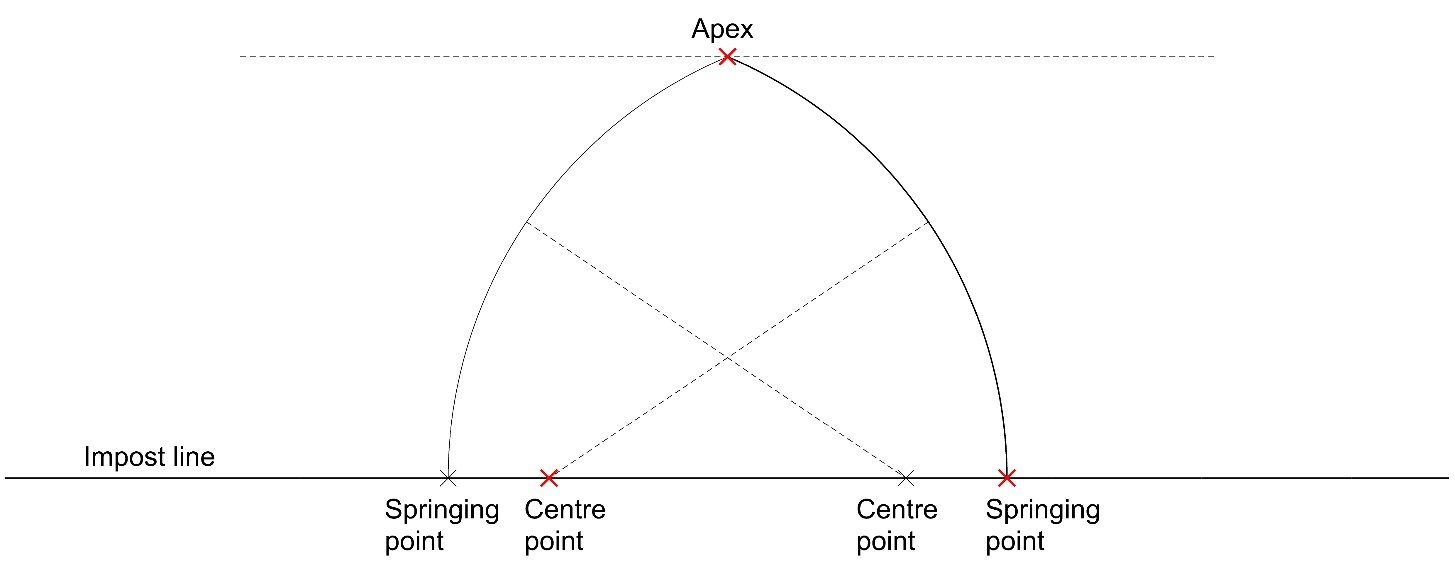 Apex
Impost line
Springing
point
Centre
point
Centre
point
Springing
point